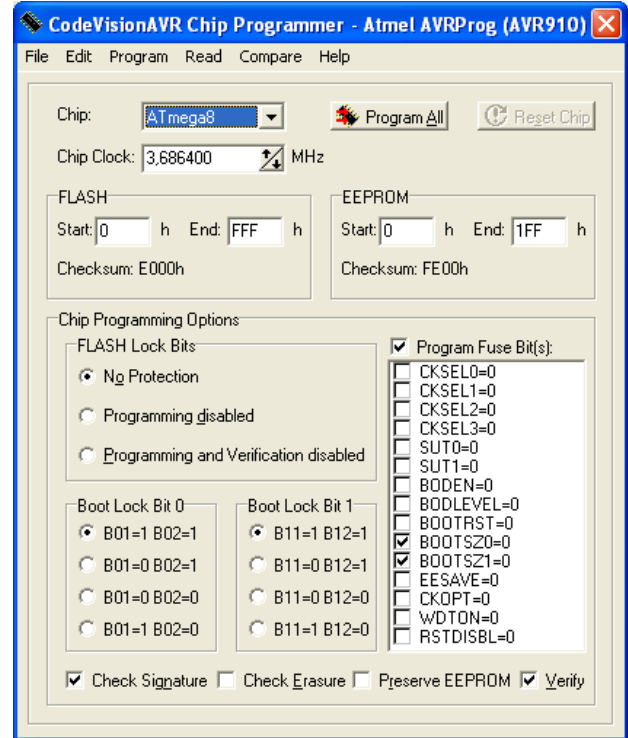 CodeVisionAVR Chip Programmer - Atmel AVRProg (AVR910)
File Edit Program Read Compare Help
Chip: ATmega8 Program All Reset Chip
Chip Clock: 3,686400 MHz
FLASH
Start: 0 h End: FFF h
Checksum: E000h
EEPROM
Start: 0 h End: 1FF h
Checksum: FE00h
Chip Programming Options
FLASH Lock Bits
No Protection
Programming disabled
Programming and Verification disabled
Boot Lock Bit 0
B01=1 B02=1
B01=0 B02=1
B01=0 B02=0
B01=1 B02=0
Boot Lock Bit 1
B11=1 B12=1
B11=0 B12=1
B11=0 B12=0
B11=1 B12=0
Program Fuse Bit(s):
CKSEL0=0
CKSEL1=0
CKSEL2=0
CKSEL3=0
SUT0=0
SUT1=0
BODEN=0
BODLEVEL=0
BOOTRST=0
BOOTSZ0=0
BOOTSZ1=0
EESAVE=0
CKOPT=0
WDTON=0
RSTDISBL=0
Check Signature Check Erasure Preserve EEPROM Verify